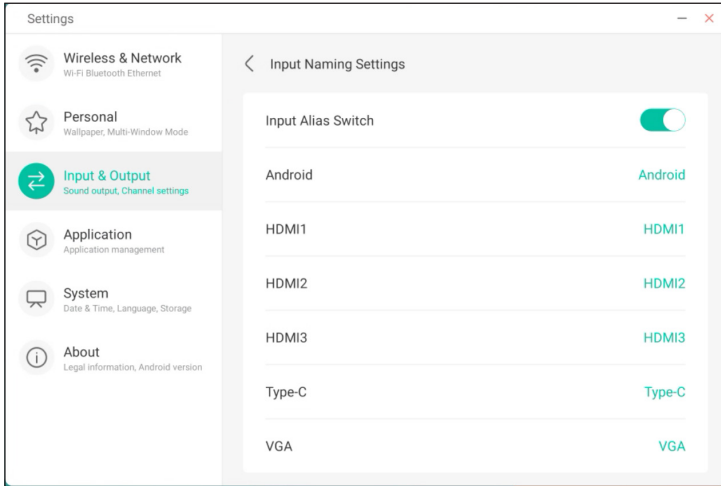 Settings
Wireless & Network
Wi-Fi Bluetooth Ethernet
Personal
Wallpaper, Multi-Window Mode
Input & Output
Sound output, Channel settings
Application
Application management
System
Date & Time, Language, Storage
About
Legal information, Android version
Input Naming Settings
Input Alias Switch
Android Android
HDMI1 HDMI1
HDMI2 HDMI2
HDMI3 HDMI3
Type-C Type-C
VGA VGA